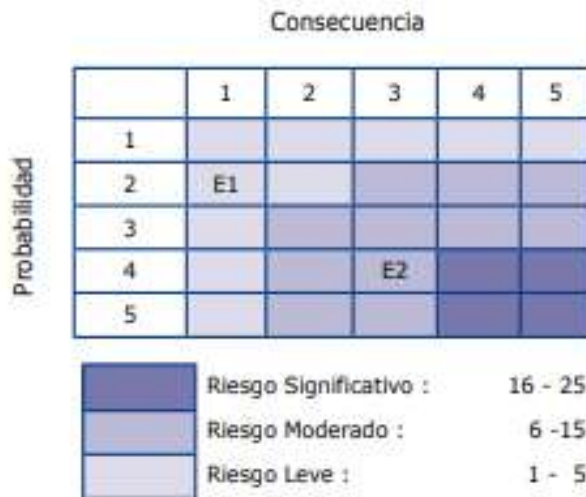 Consecuencia
1 2 3 4 5
Probabilidad
1
2 E1
3
4 E2
5
Riesgo Significativo : 16 - 25
Riesgo Moderado : 6 -15
Riesgo Leve : 1 - 5